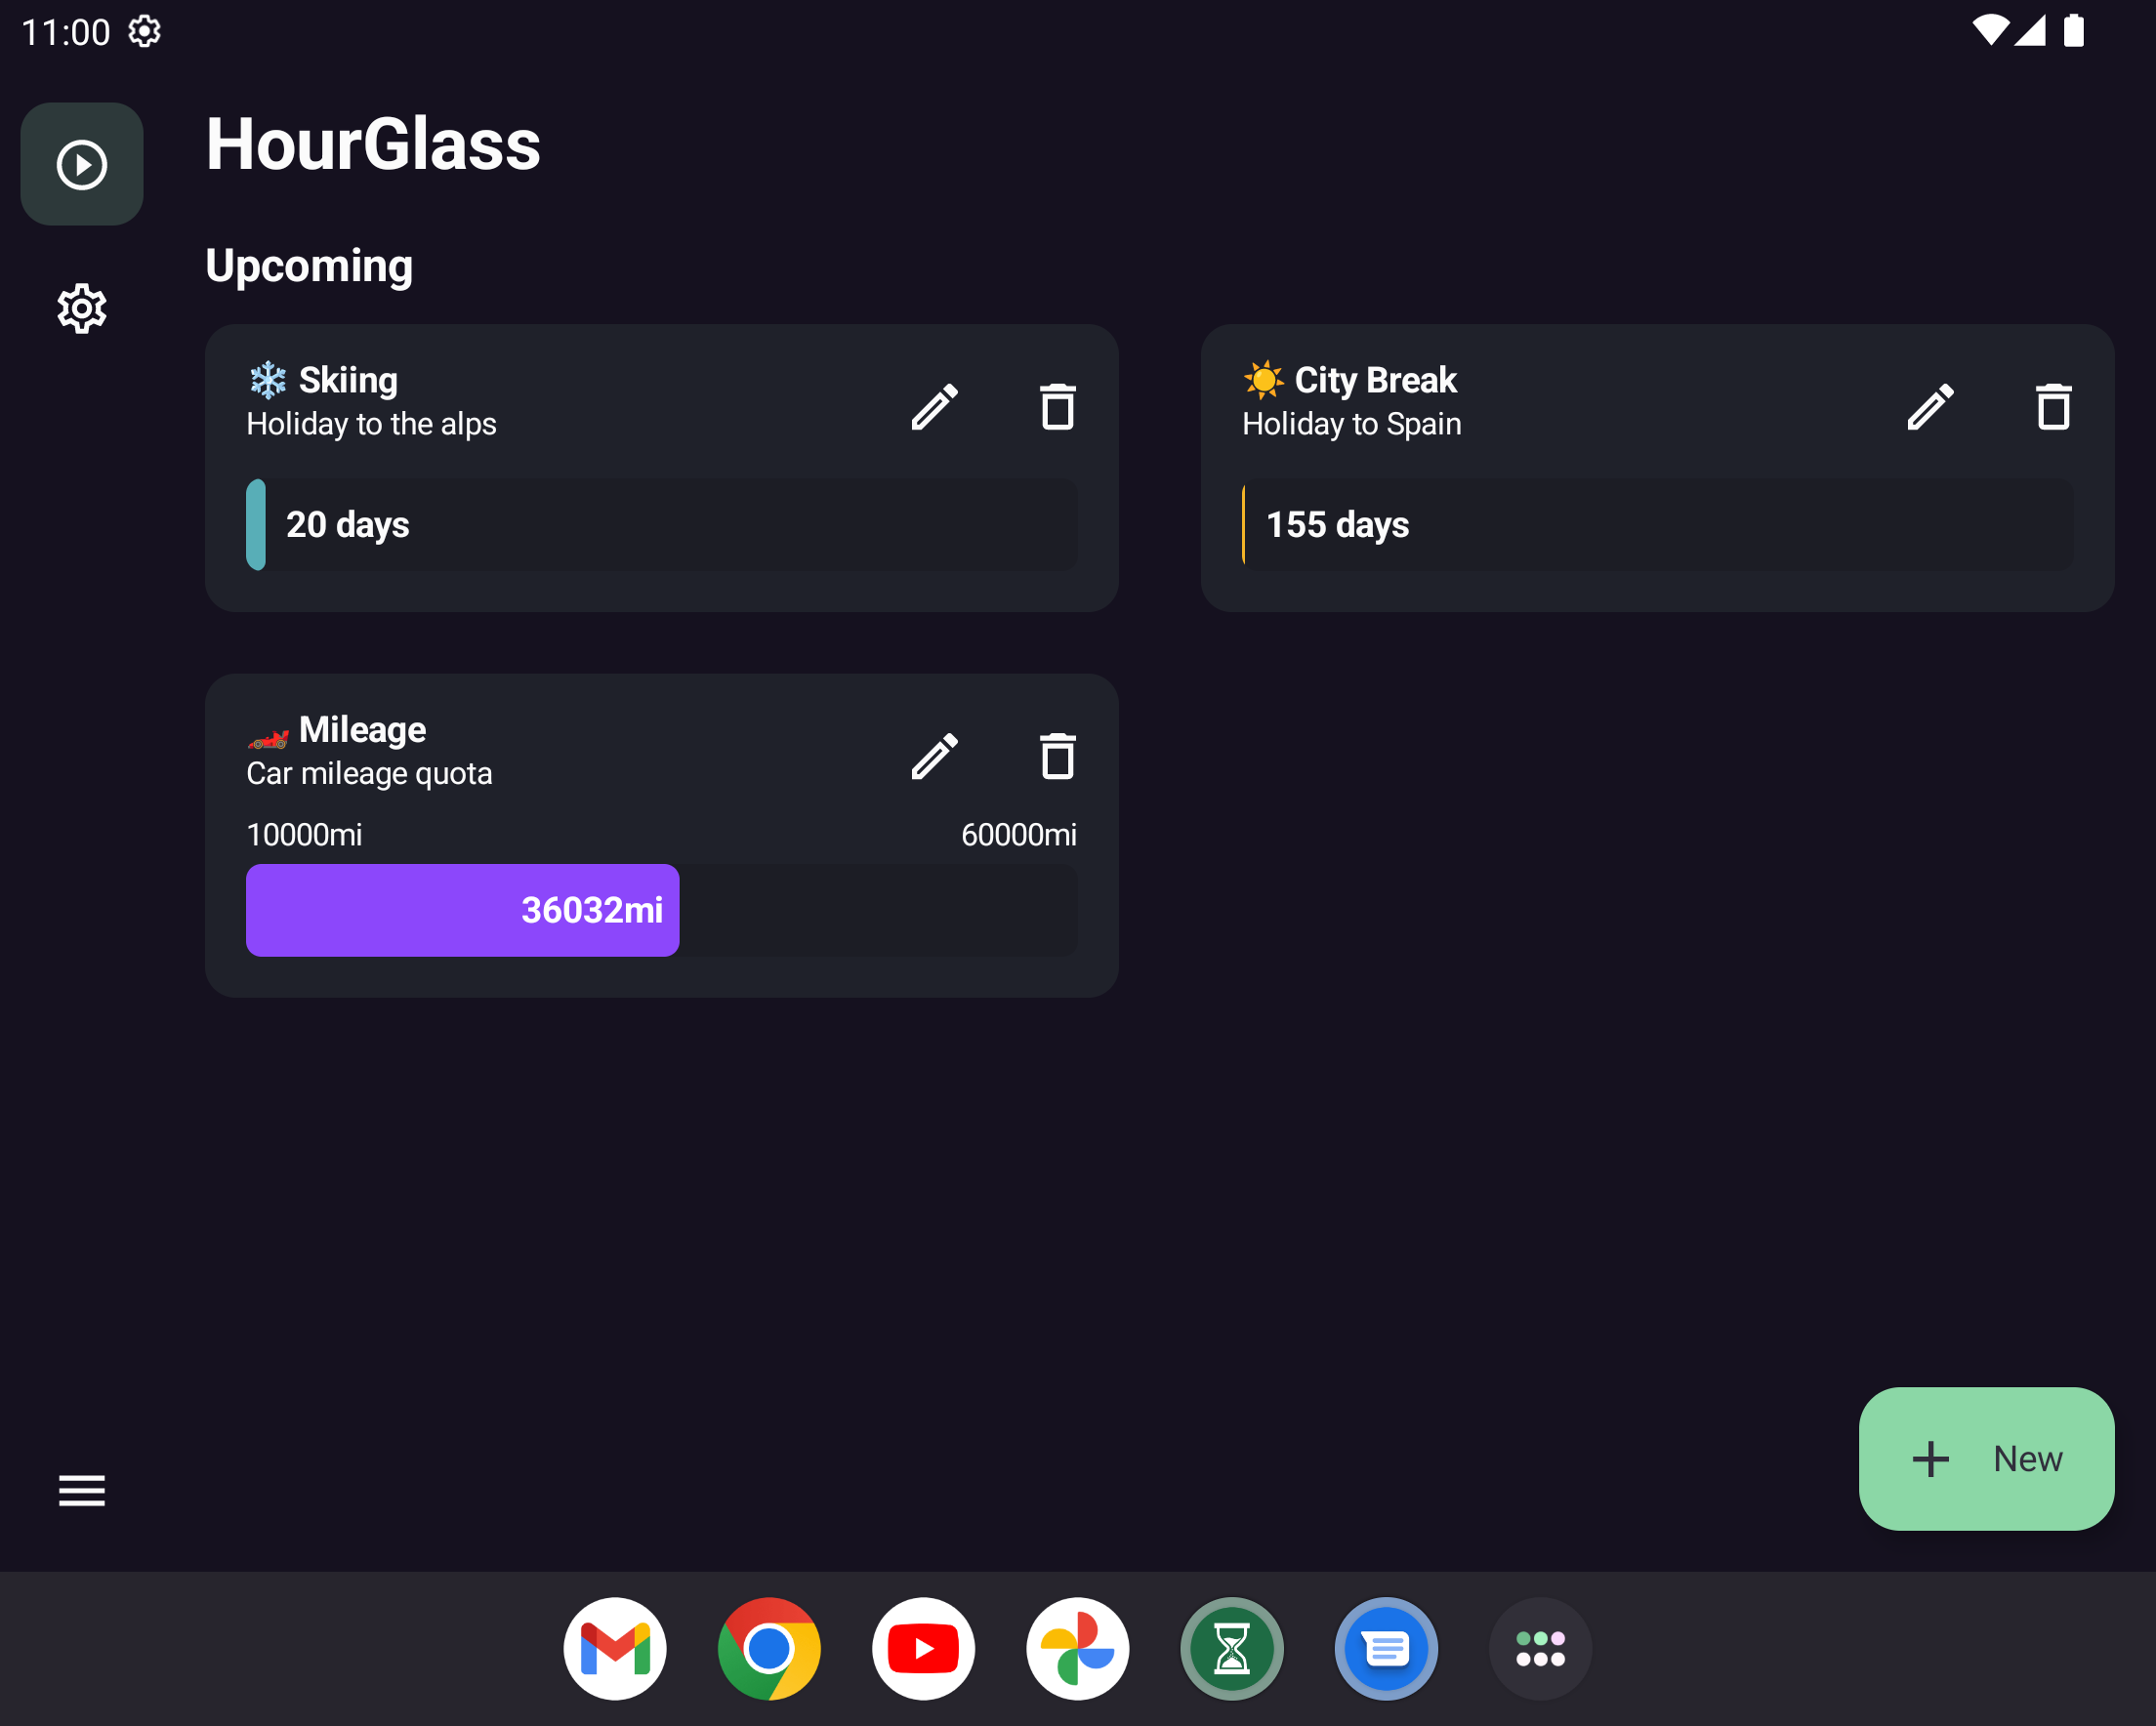 11:00
HourGlass
Upcoming
❄️ Skiing
Holiday to the alps
20 days
☀️ City Break
Holiday to Spain
155 days
🏎️ Mileage
Car mileage quota
10000mi 60000mi
36032mi
New